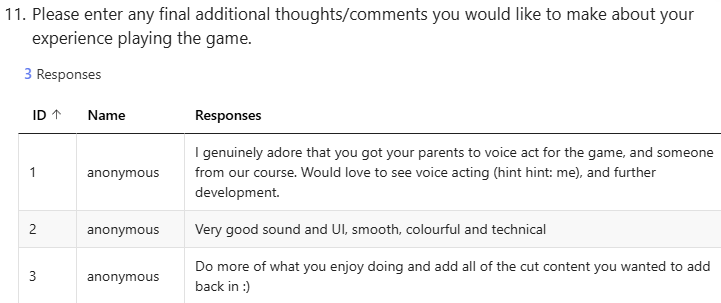 11. Please enter any final additional thoughts/comments you would like to make about your
experience playing the game.
3 Responses
ID ↑ Name Responses
1 anonymous I genuinely adore that you got your parents to voice act for the game, and someone
from our course. Would love to see voice acting (hint hint: me), and further
development.
2 anonymous Very good sound and UI, smooth, colourful and technical
3 anonymous Do more of what you enjoy doing and add all of the cut content you wanted to add
back in :)